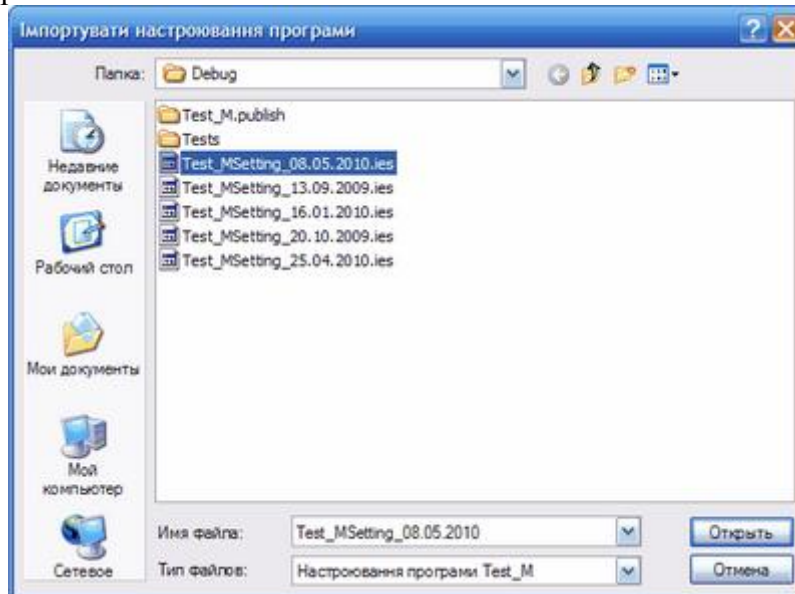 Імпортувати настроювання програми
Папка:
Debug
Test_M.publish
Tests
Test_MSetting_08.05.2010.ies
Test_MSetting_13.09.2009.ies
Test_MSetting_16.01.2010.ies
Test_MSetting_20.10.2009.ies
Test_MSetting_25.04.2010.ies
Недавние
документы
Рабочий стол
Мои документы
Мой
компьютер
Сетевое
Имя файла:
Test_MSetting_08.05.2010
Открыть
Тип файлов:
Настроювання програми Test_M
Отмена